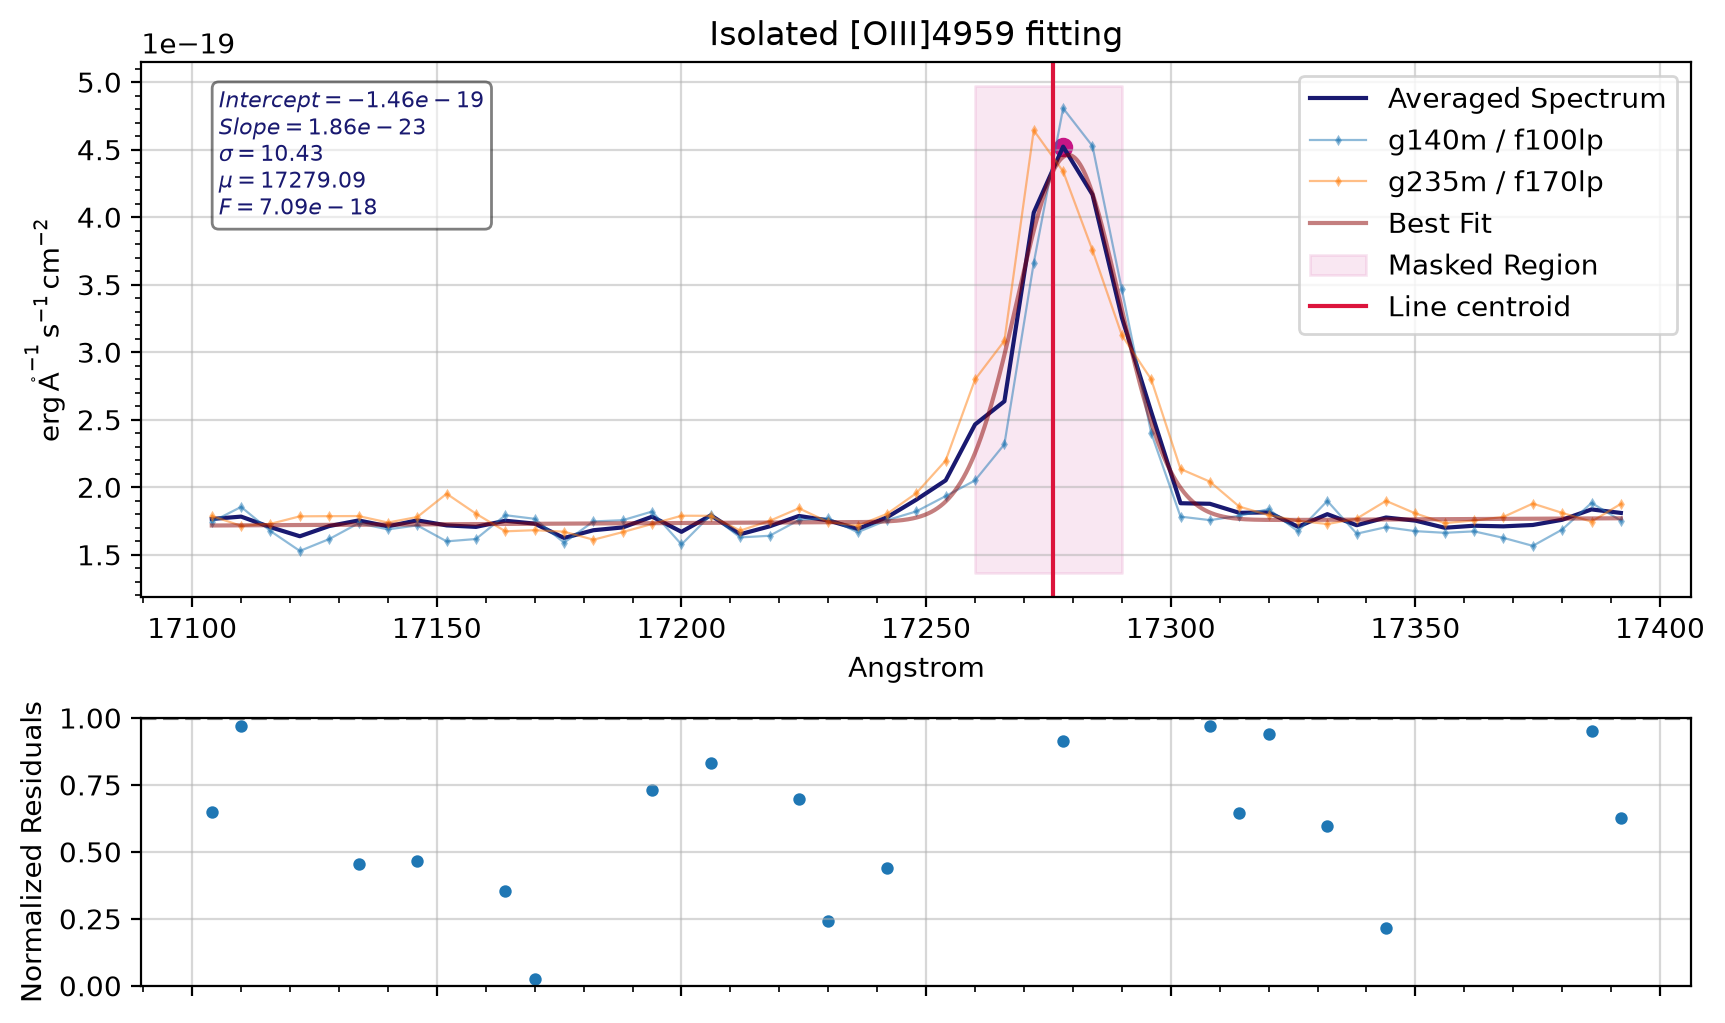 Isolated [OIII]4959 fitting
1e−19
5.0
4.5
4.0
3.5
3.0
2.5
2.0
1.5
erg Å⁻¹ s⁻¹ cm⁻²
Intercept = −1.46e − 19
Slope = 1.86e − 23
σ = 10.43
μ = 17279.09
F = 7.09e − 18
Averaged Spectrum
g140m / f100lp
g235m / f170lp
Best Fit
Masked Region
Line centroid
17100 17150 17200 17250 17300 17350 17400
Angstrom
Normalized Residuals
1.00
0.75
0.50
0.25
0.00